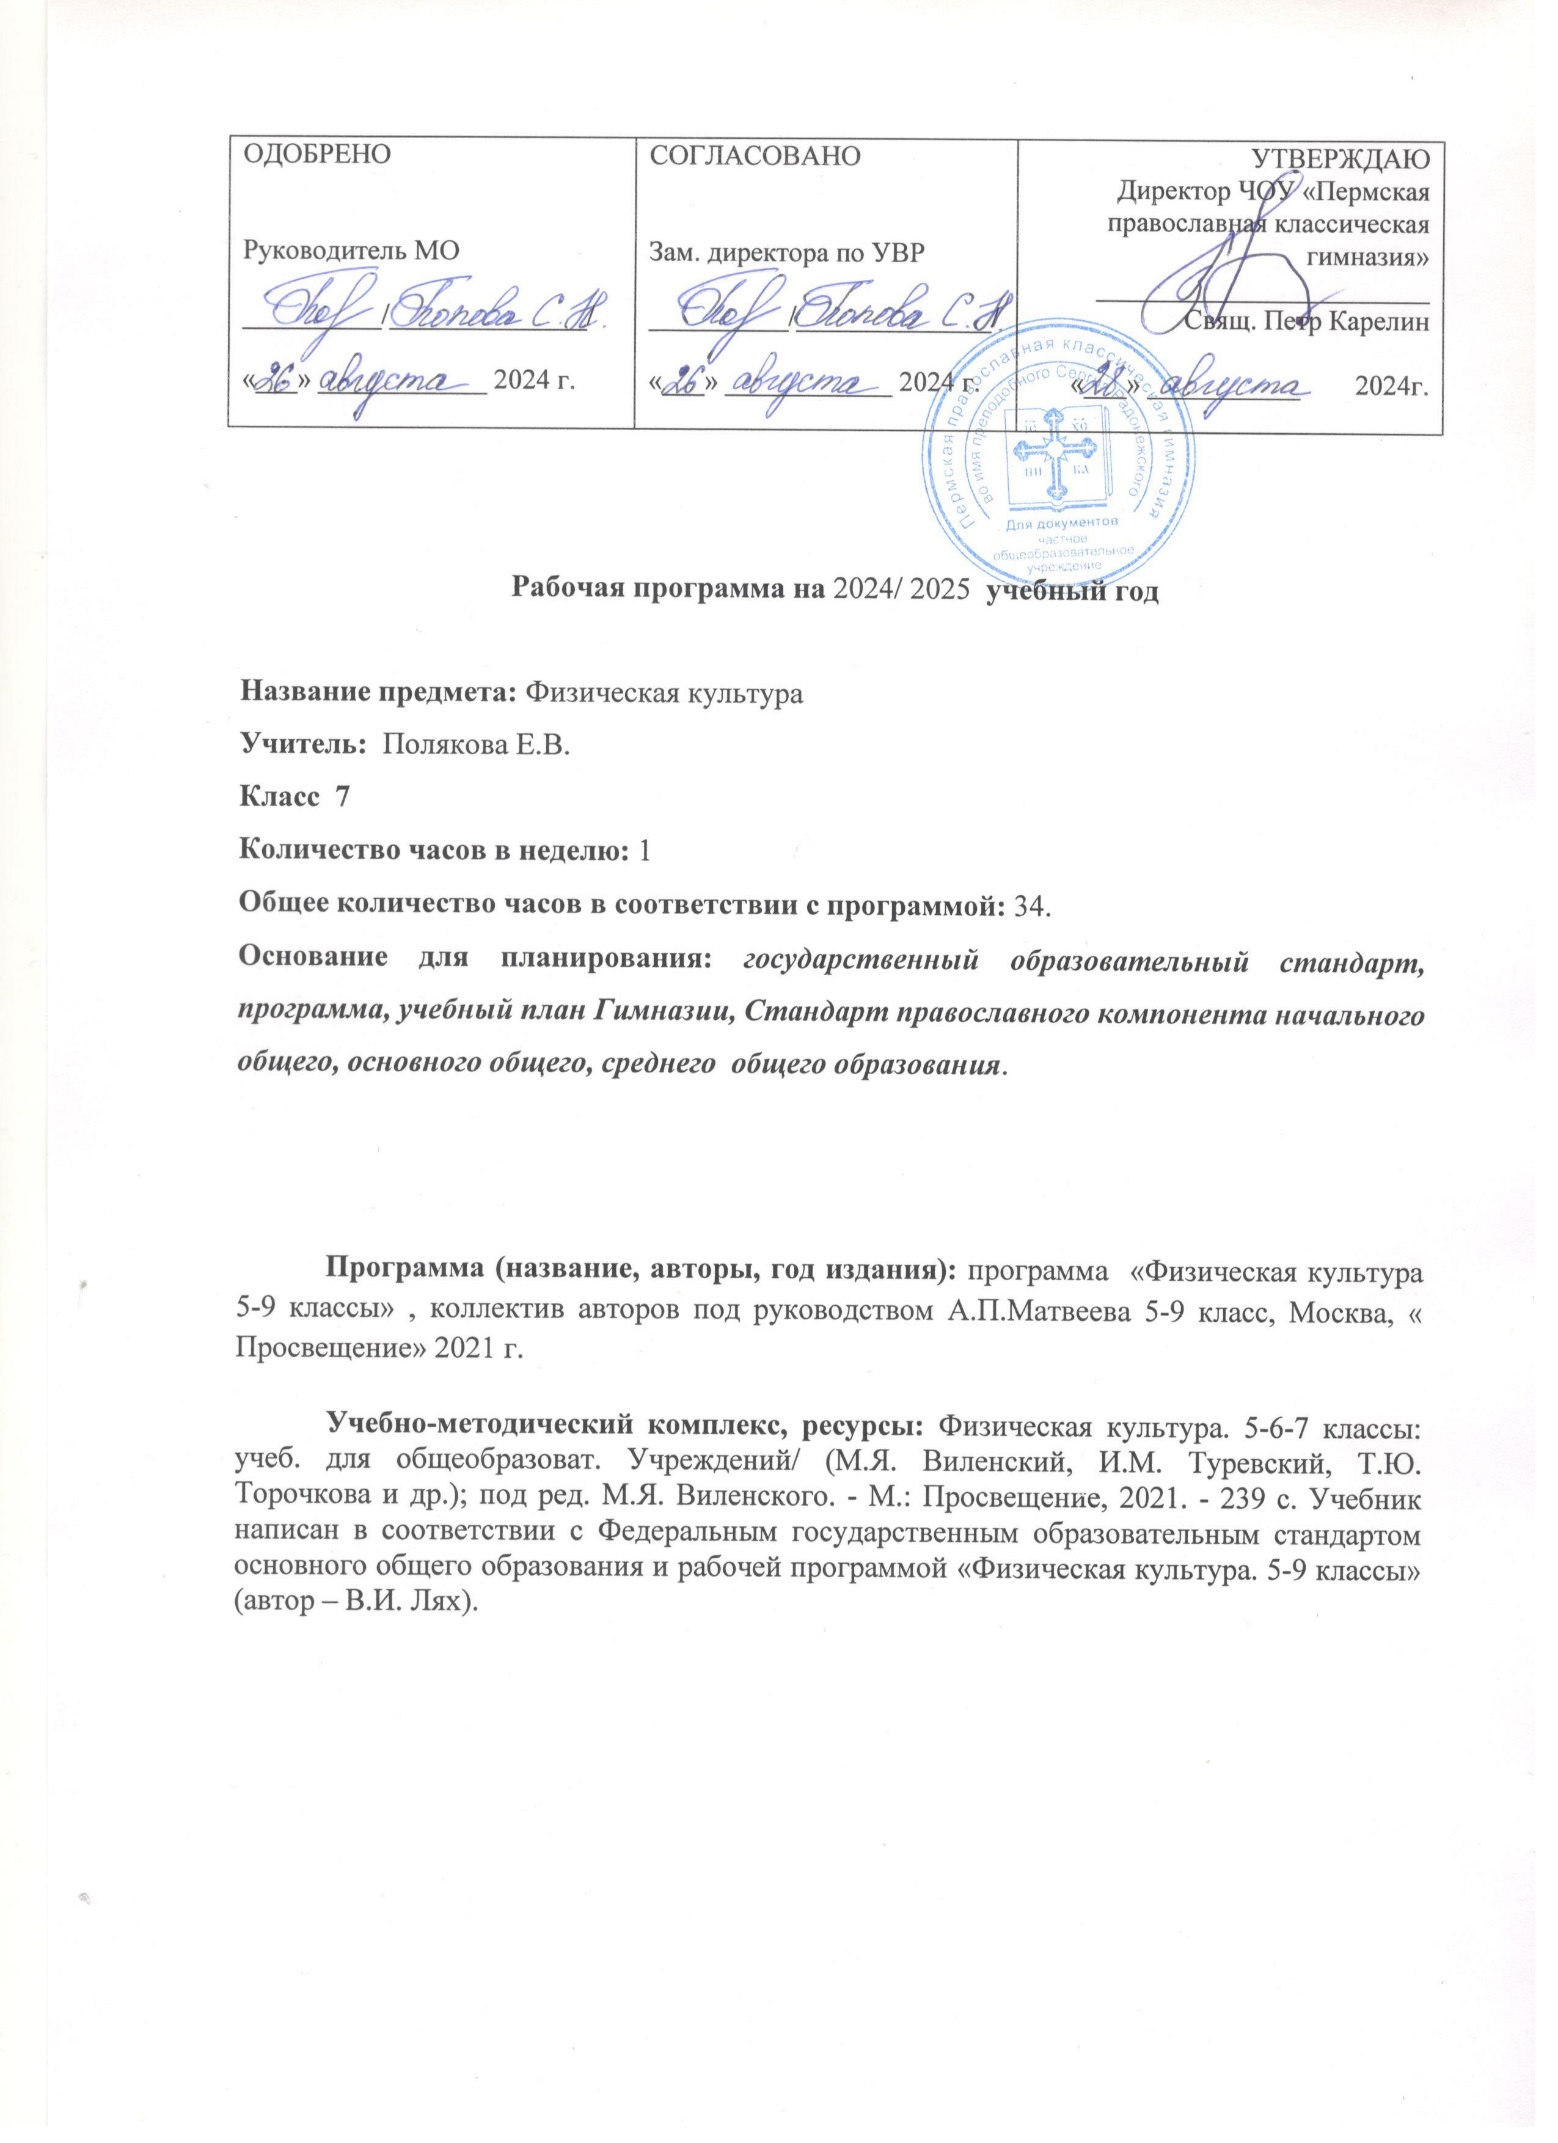 ОДОБРЕНО
Руководитель МО
/Попова С.Н.
«26» августа 2024 г.
СОГЛАСОВАНО
Зам. директора по УВР
/Попова С.Н.
«26» августа 2024 г.
УТВЕРЖДАЮ
Директор ЧОУ «Пермская
православная классическая
гимназия»
Свящ. Петр Карелин
«28» августа 2024г.
Пермская православная классическая гимназия
во имя преподобного Сергия Радонежского
НИ КА
Для документов
частное
общеобразовательное
учреждение
Рабочая программа на 2024/ 2025 учебный год
Название предмета: Физическая культура
Учитель: Полякова Е.В.
Класс 7
Количество часов в неделю: 1
Общее количество часов в соответствии с программой: 34.
Основание для планирования: государственный образовательный стандарт,
программа, учебный план Гимназии, Стандарт православного компонента начального
общего, основного общего, среднего общего образования.
Программа (название, авторы, год издания): программа «Физическая культура
5-9 классы» , коллектив авторов под руководством А.П.Матвеева 5-9 класс, Москва, «
Просвещение» 2021 г.
Учебно-методический комплекс, ресурсы: Физическая культура. 5-6-7 классы:
учеб. для общеобразоват. Учреждений/ (М.Я. Виленский, И.М. Туревский, Т.Ю.
Торочкова и др.); под ред. М.Я. Виленского. - М.: Просвещение, 2021. - 239 с. Учебник
написан в соответствии с Федеральным государственным образовательным стандартом
основного общего образования и рабочей программой «Физическая культура. 5-9 классы»
(автор – В.И. Лях).